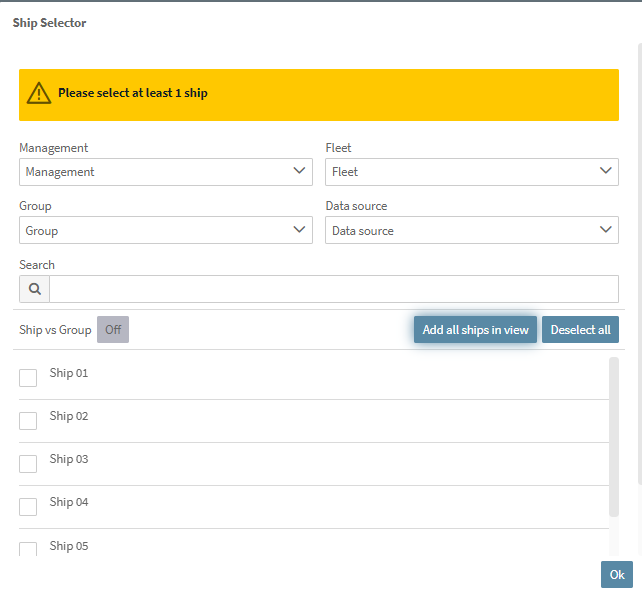 Ship Selector
Please select at least 1 ship
Management Fleet
Management Fleet
Group Data source
Group Data source
Search
Ship vs Group Off Add all ships in view Deselect all
Ship 01
Ship 02
Ship 03
Ship 04
Ship 05
Ok